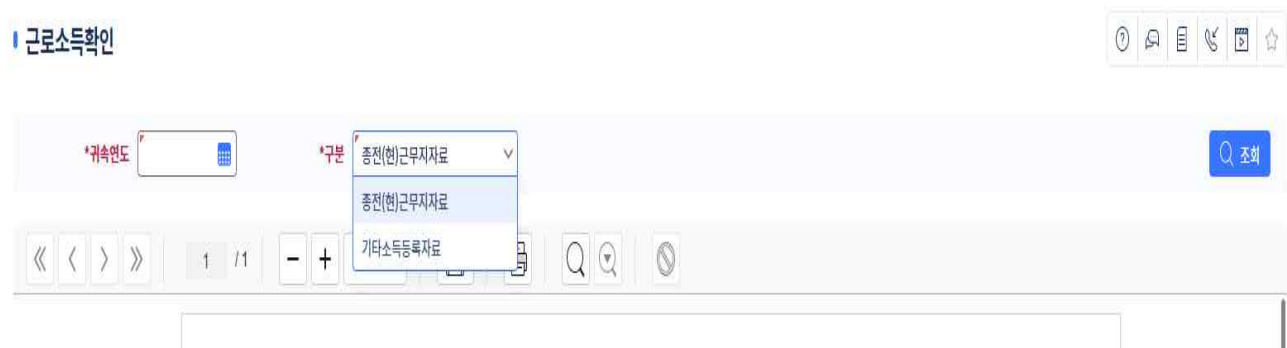 근로소득확인
*귀속연도
*구분 종전(현)근무지자료
조회
종전(현)근무지자료
기타소득등록자료
1 /1